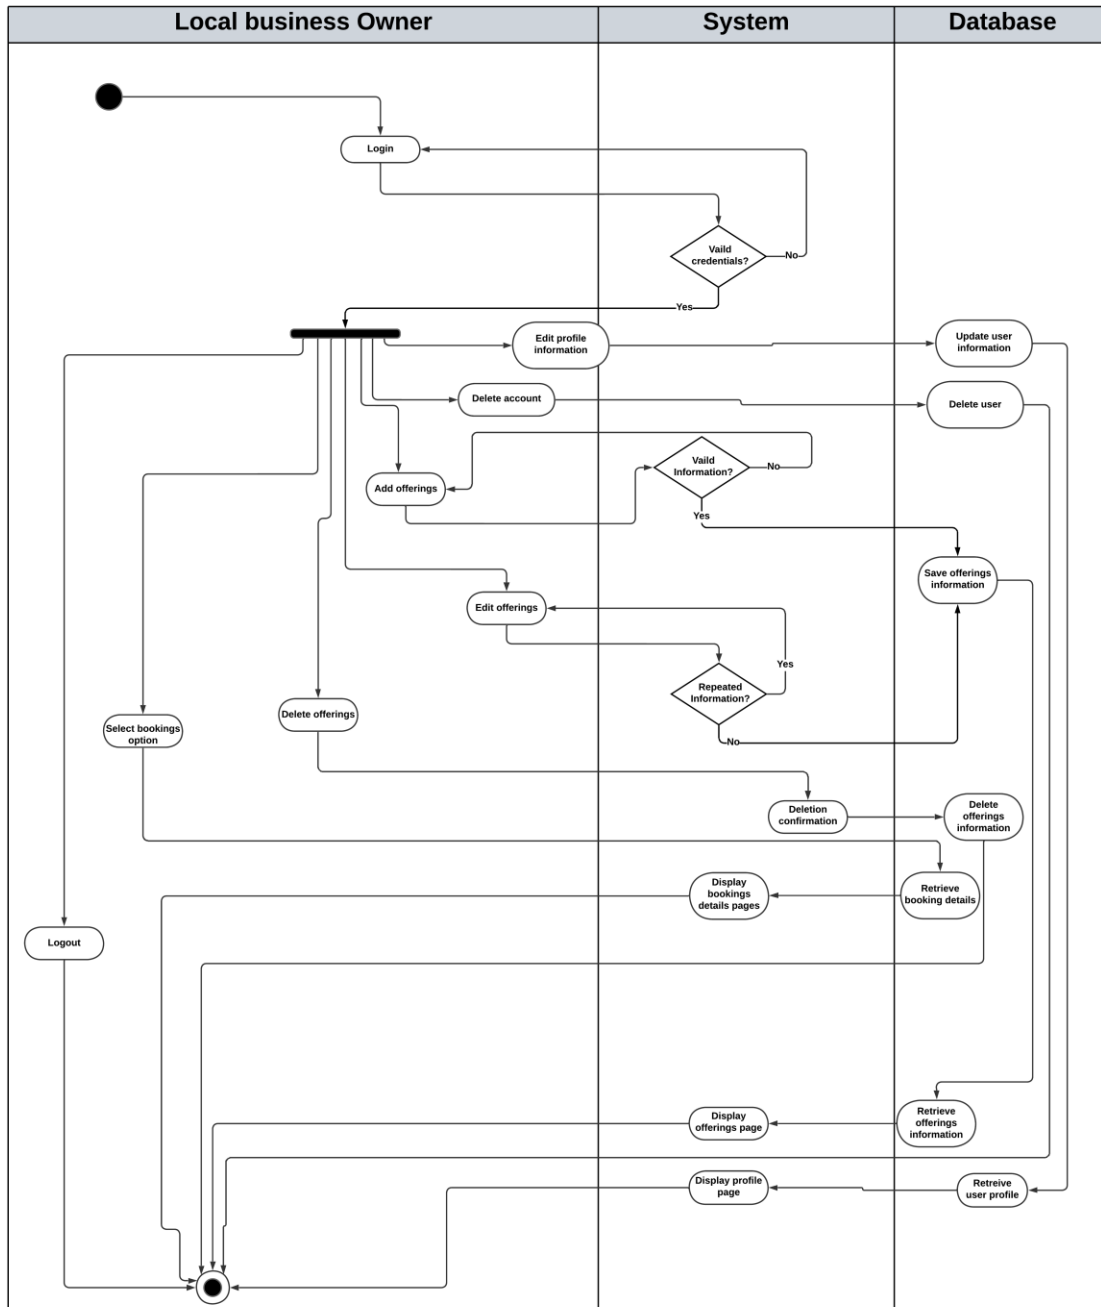 Local business Owner
System
Database
Login
Vaild
credentials?
No
Yes
Edit profile
information
Update user
information
Delete account
Delete user
Vaild
Information?
No
Add offerings
Yes
Save offerings
information
Edit offerings
Yes
Repeated
Information?
No
Delete offerings
Select bookings
option
Deletion
confirmation
Delete
offerings
information
Display
bookings
details pages
Retrieve
booking details
Logout
Display
offerings page
Retrieve
offerings
information
Display profile
page
Retreive
user profile